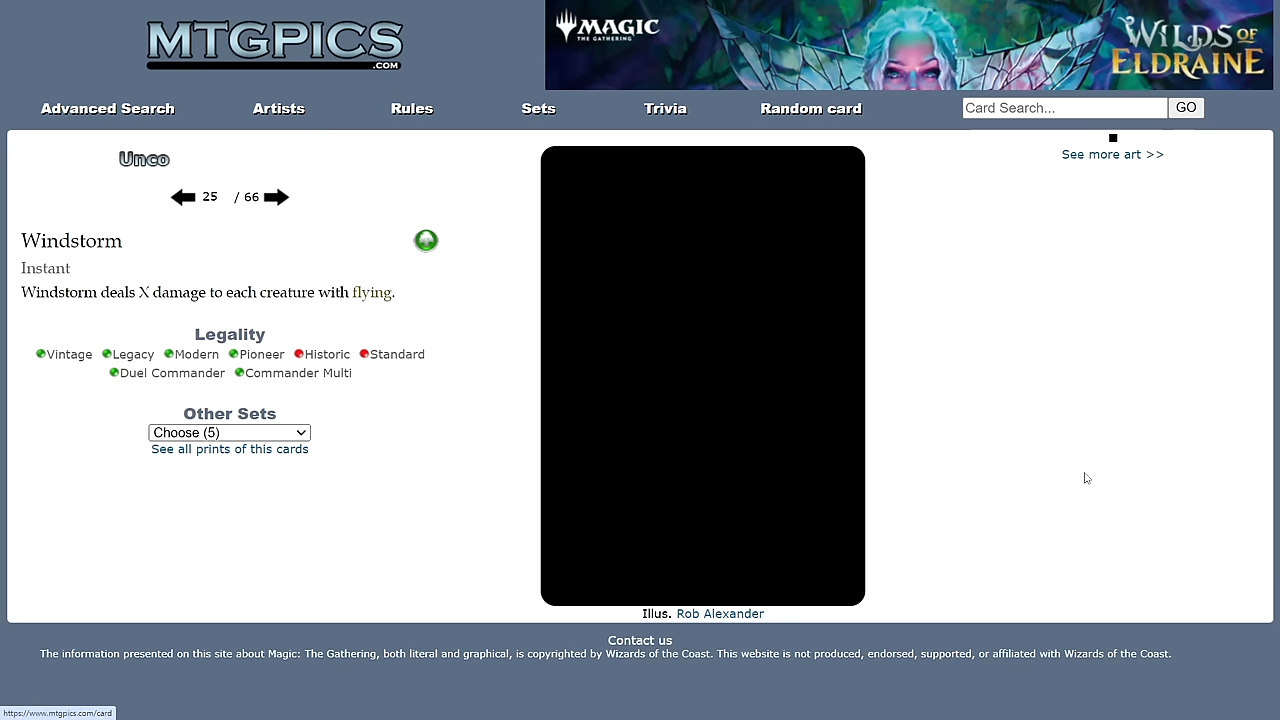 MTGPICS
.COM
MAGIC
THE GATHERING
WILDS OF
ELDRAINE
Advanced Search Artists Rules Sets Trivia Random card Card Search... GO
Unco
25 / 66
Windstorm
Instant
Windstorm deals X damage to each creature with flying.
Legality
Vintage Legacy Modern Pioneer Historic Standard
Duel Commander Commander Multi
Other Sets
Choose (5)
See all prints of this cards
Illus. Rob Alexander
See more art >>
Contact us
The information presented on this site about Magic: The Gathering, both literal and graphical, is copyrighted by Wizards of the Coast. This website is not produced, endorsed, supported, or affiliated with Wizards of the Coast.
https://www.mtgpics.com/card